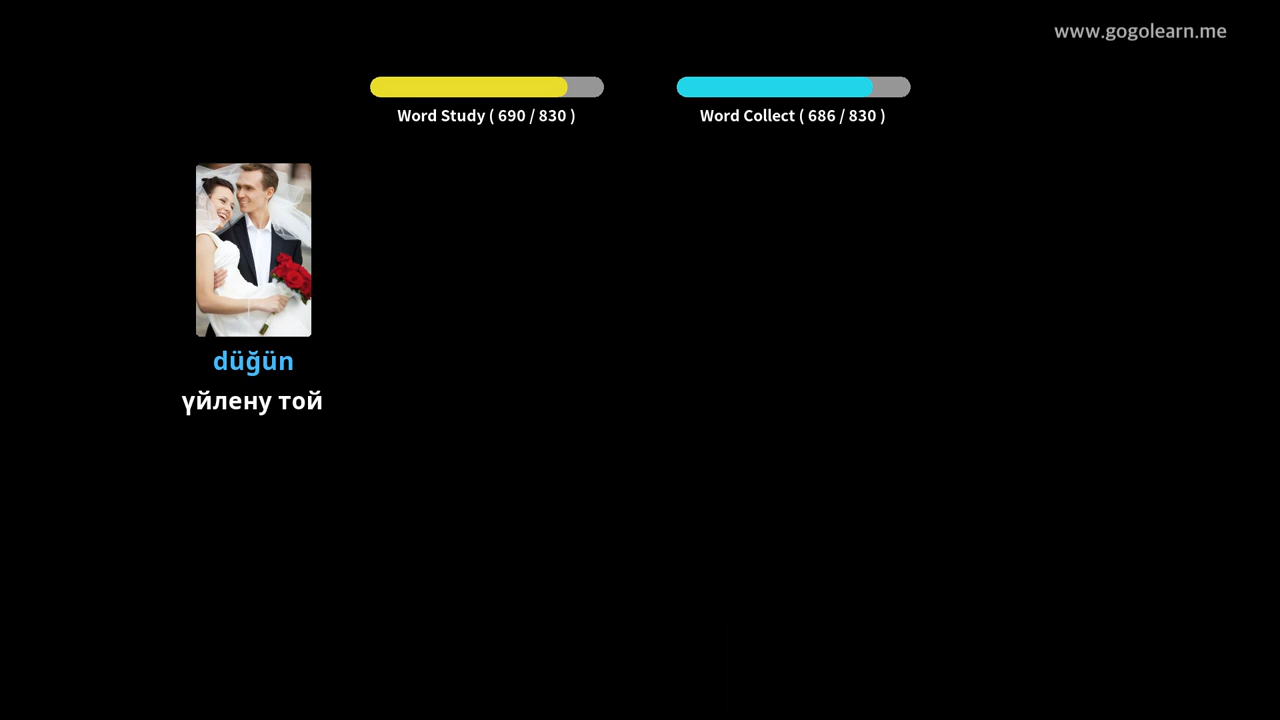 www.gogolearn.me
Word Study ( 690 / 830 )
Word Collect ( 686 / 830 )
düğün
үйлену той